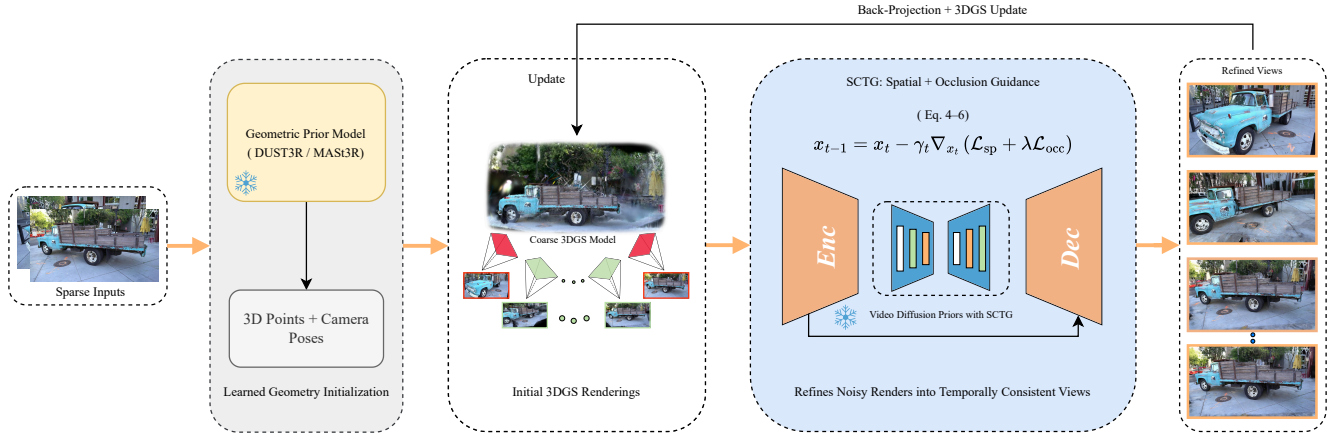 Back-Projection + 3DGS Update
Sparse Inputs
Geometric Prior Model
( DUST3R / MASt3R)
3D Points + Camera
Poses
Learned Geometry Initialization
Update
Coarse 3DGS Model
Initial 3DGS Renderings
SCTG: Spatial + Occlusion Guidance
( Eq. 4–6)
x_{t−1} = x_t − γ_t∇_{x_t} (ℒ_sp + λℒ_occ)
Enc
Dec
Video Diffusion Priors with SCTG
Refines Noisy Renders into Temporally Consistent Views
Refined Views